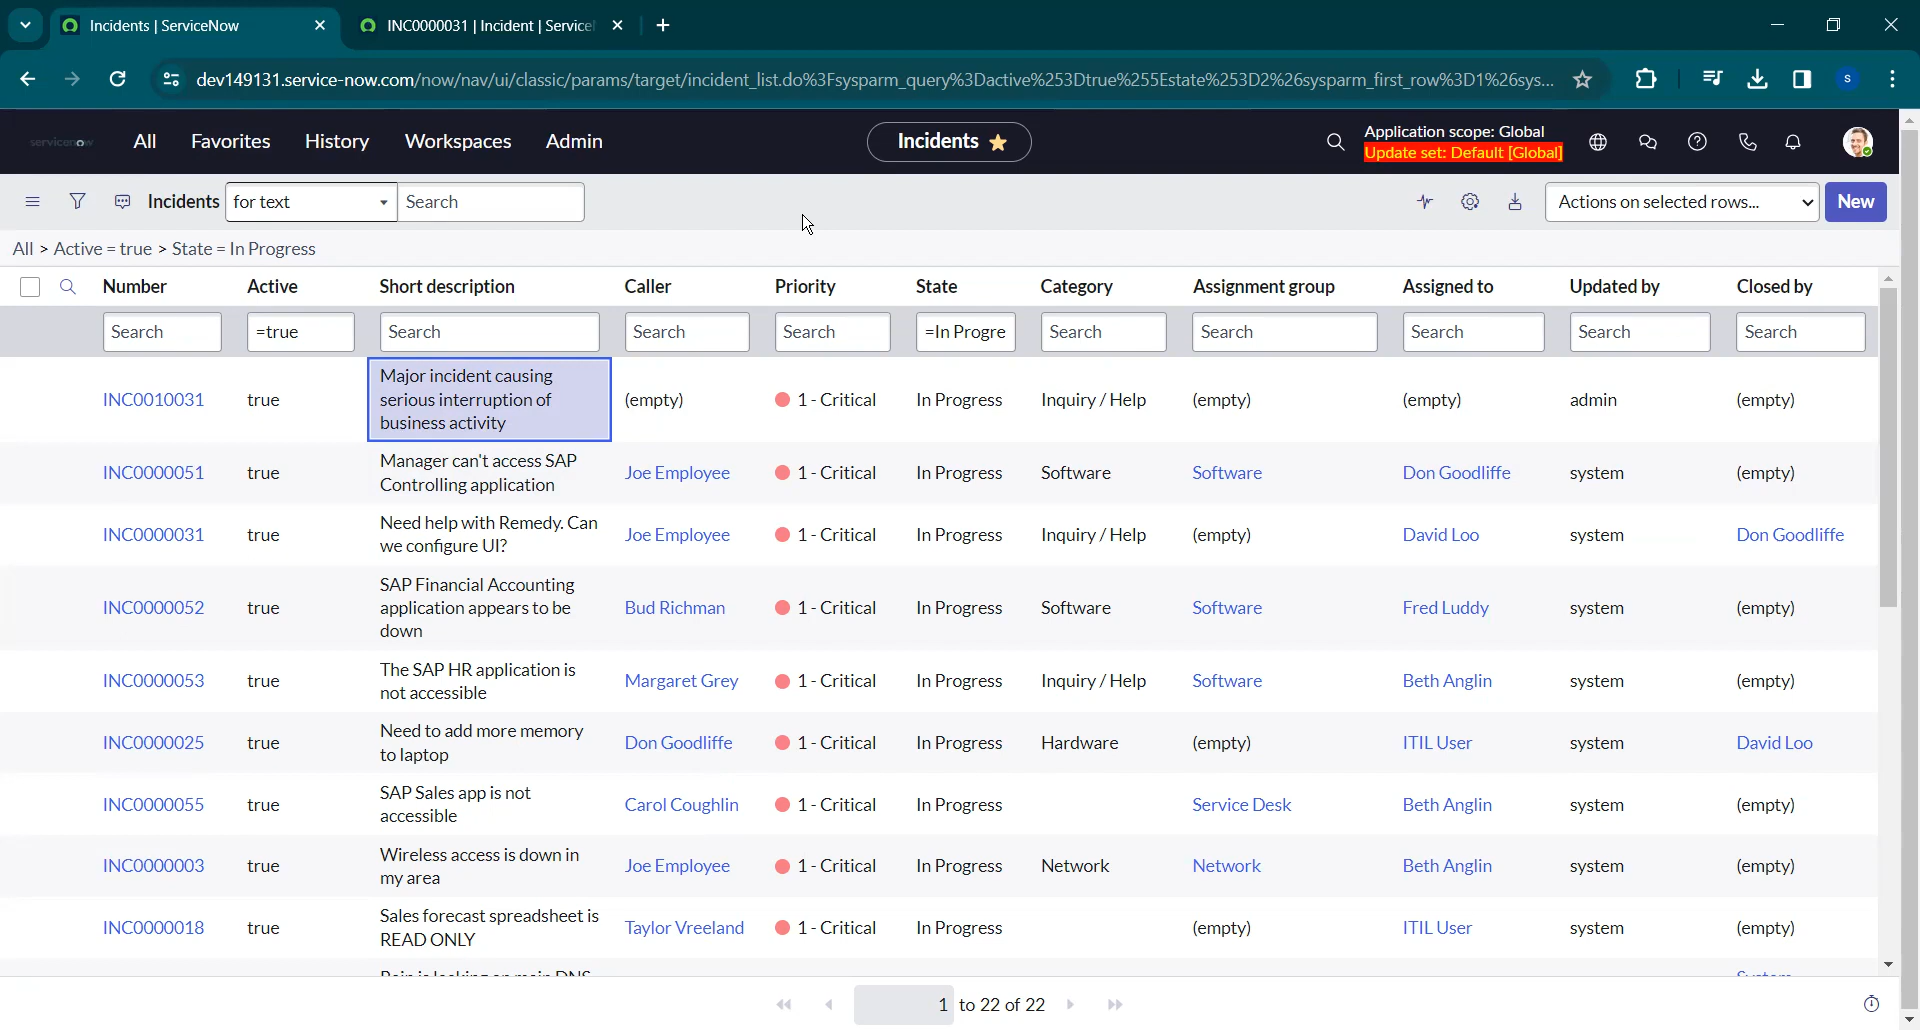 Incidents | ServiceNow
INC0000031 | Incident | Service
dev149131.service-now.com/now/nav/ui/classic/params/target/incident_list.do%3Fsysparm_query%3Dactive%253Dtrue%255Estate%253D2%26sysparm_first_row%3D1%26sys...
S
servicenow
All
Favorites
History
Workspaces
Admin
Incidents
Application scope: Global
Update set: Default [Global]
Incidents
for text
Search
Actions on selected rows...
New
All > Active = true > State = In Progress
Number Active Short description Caller Priority State Category Assignment group Assigned to Updated by Closed by
Search =true Search Search Search =In Progre Search Search Search Search Search
INC0010031 true Major incident causing serious interruption of business activity (empty) 1 - Critical In Progress Inquiry / Help (empty) (empty) admin (empty)
INC0000051 true Manager can't access SAP Controlling application Joe Employee 1 - Critical In Progress Software Software Don Goodliffe system (empty)
INC0000031 true Need help with Remedy. Can we configure UI? Joe Employee 1 - Critical In Progress Inquiry / Help (empty) David Loo system Don Goodliffe
INC0000052 true SAP Financial Accounting application appears to be down Bud Richman 1 - Critical In Progress Software Software Fred Luddy system (empty)
INC0000053 true The SAP HR application is not accessible Margaret Grey 1 - Critical In Progress Inquiry / Help Software Beth Anglin system (empty)
INC0000025 true Need to add more memory to laptop Don Goodliffe 1 - Critical In Progress Hardware (empty) ITIL User system David Loo
INC0000055 true SAP Sales app is not accessible Carol Coughlin 1 - Critical In Progress Service Desk Beth Anglin system (empty)
INC0000003 true Wireless access is down in my area Joe Employee 1 - Critical In Progress Network Network Beth Anglin system (empty)
INC0000018 true Sales forecast spreadsheet is READ ONLY Taylor Vreeland 1 - Critical In Progress (empty) ITIL User system (empty)
1 to 22 of 22